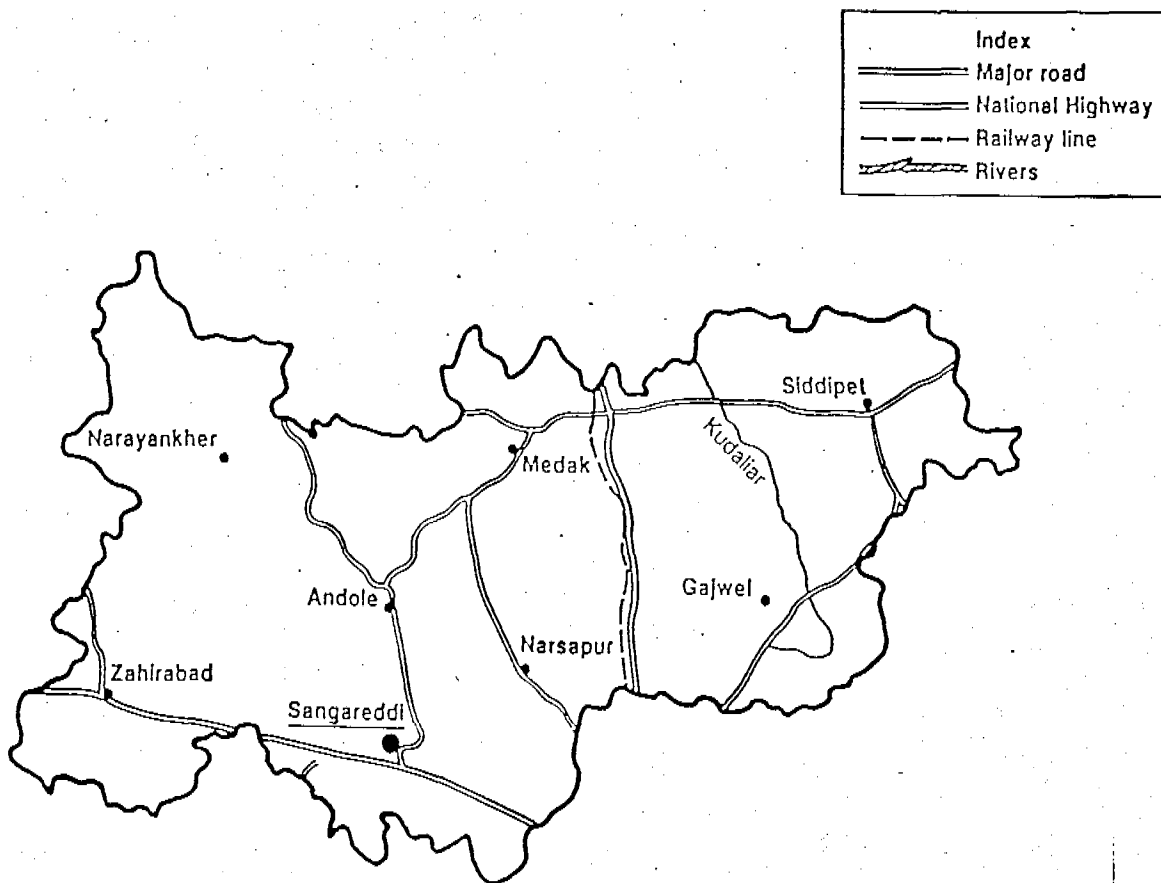 Index
Major road
National Highway
Railway line
Rivers
Siddipet
Narayankher
Medak
Kudaliar
Andole
Gajwel
Narsapur
Zahirabad
Sangareddi